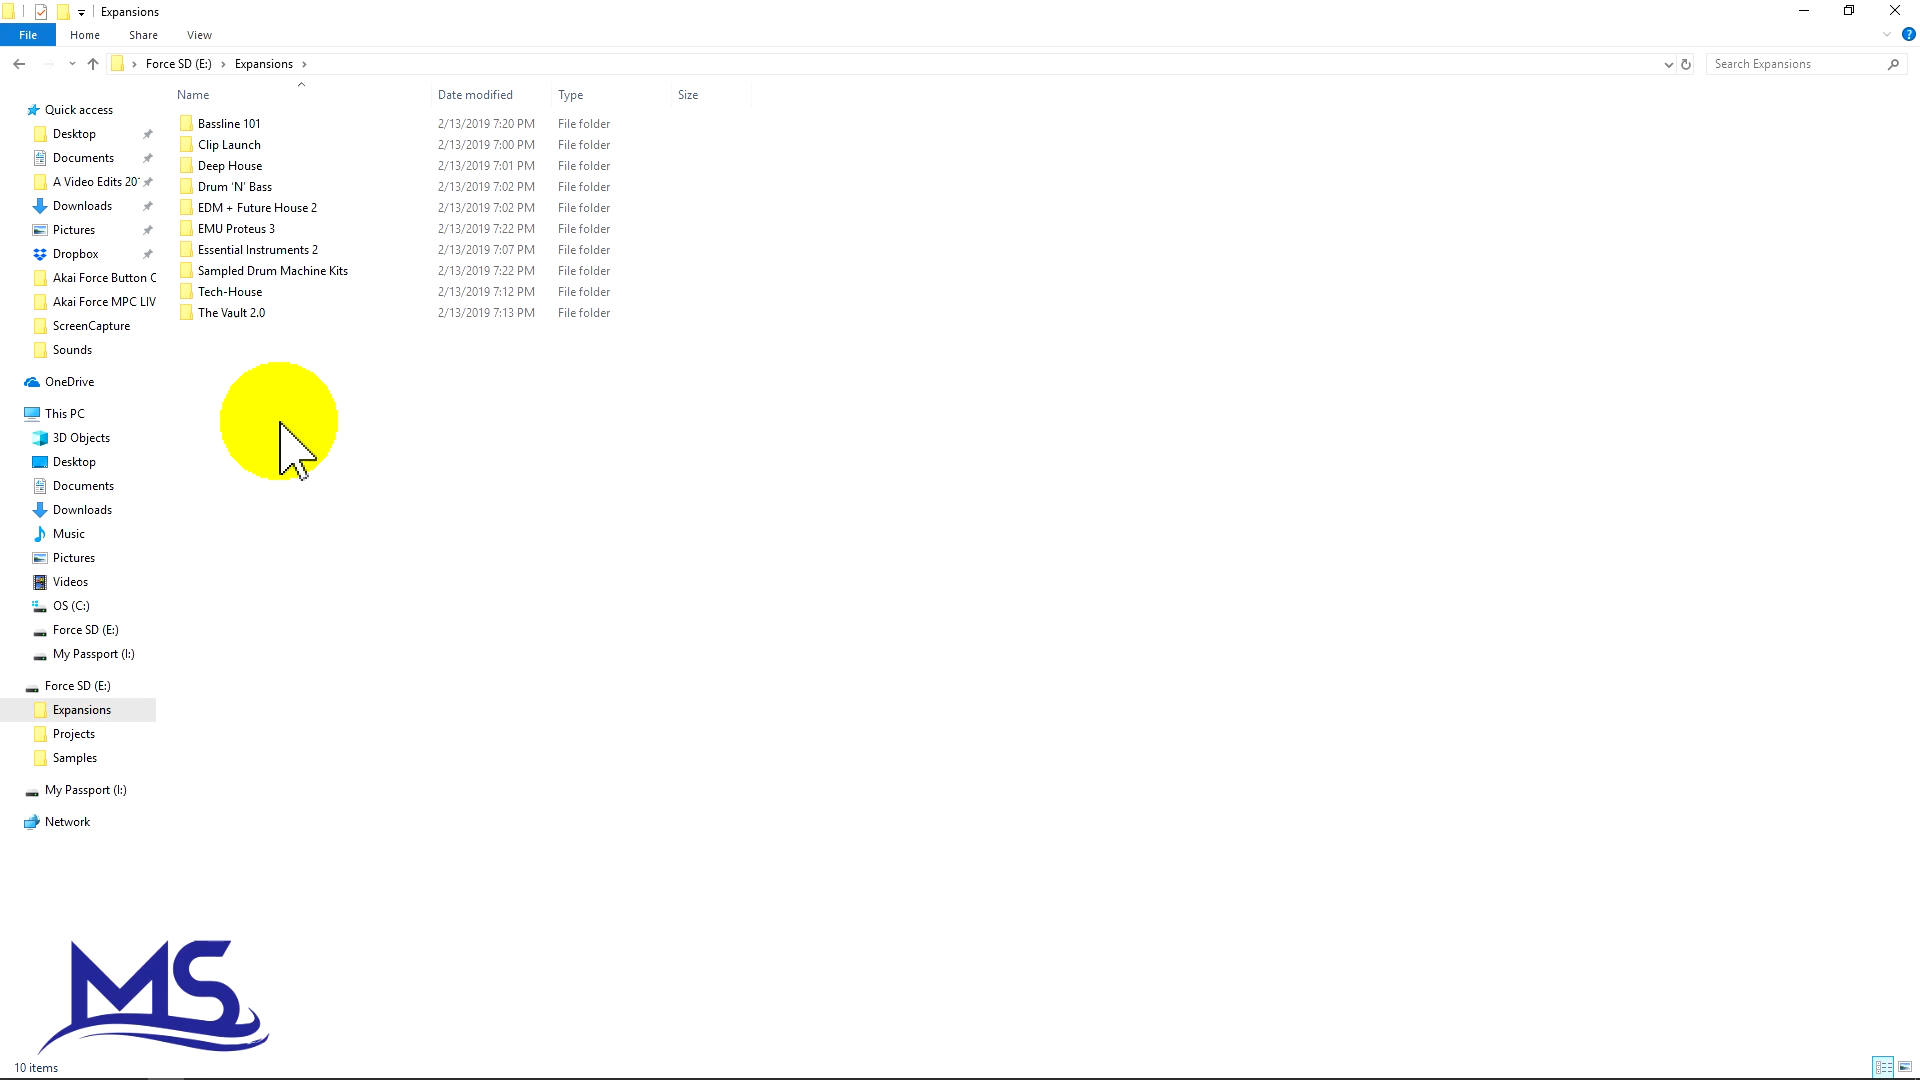 Expansions
File Home Share View
Force SD (E:) Expansions Search Expansions
Name Date modified Type Size
Quick access
Desktop
Documents
A Video Edits 20
Downloads
Pictures
Dropbox
Akai Force Button C
Akai Force MPC LIV
ScreenCapture
Sounds
OneDrive
This PC
3D Objects
Desktop
Documents
Downloads
Music
Pictures
Videos
OS (C:)
Force SD (E:)
My Passport (I:)
Force SD (E:)
Expansions
Projects
Samples
My Passport (I:)
Network
Bassline 101 2/13/2019 7:20 PM File folder
Clip Launch 2/13/2019 7:00 PM File folder
Deep House 2/13/2019 7:01 PM File folder
Drum 'N' Bass 2/13/2019 7:02 PM File folder
EDM + Future House 2 2/13/2019 7:02 PM File folder
EMU Proteus 3 2/13/2019 7:22 PM File folder
Essential Instruments 2 2/13/2019 7:07 PM File folder
Sampled Drum Machine Kits 2/13/2019 7:22 PM File folder
Tech-House 2/13/2019 7:12 PM File folder
The Vault 2.0 2/13/2019 7:13 PM File folder
MS
10 items